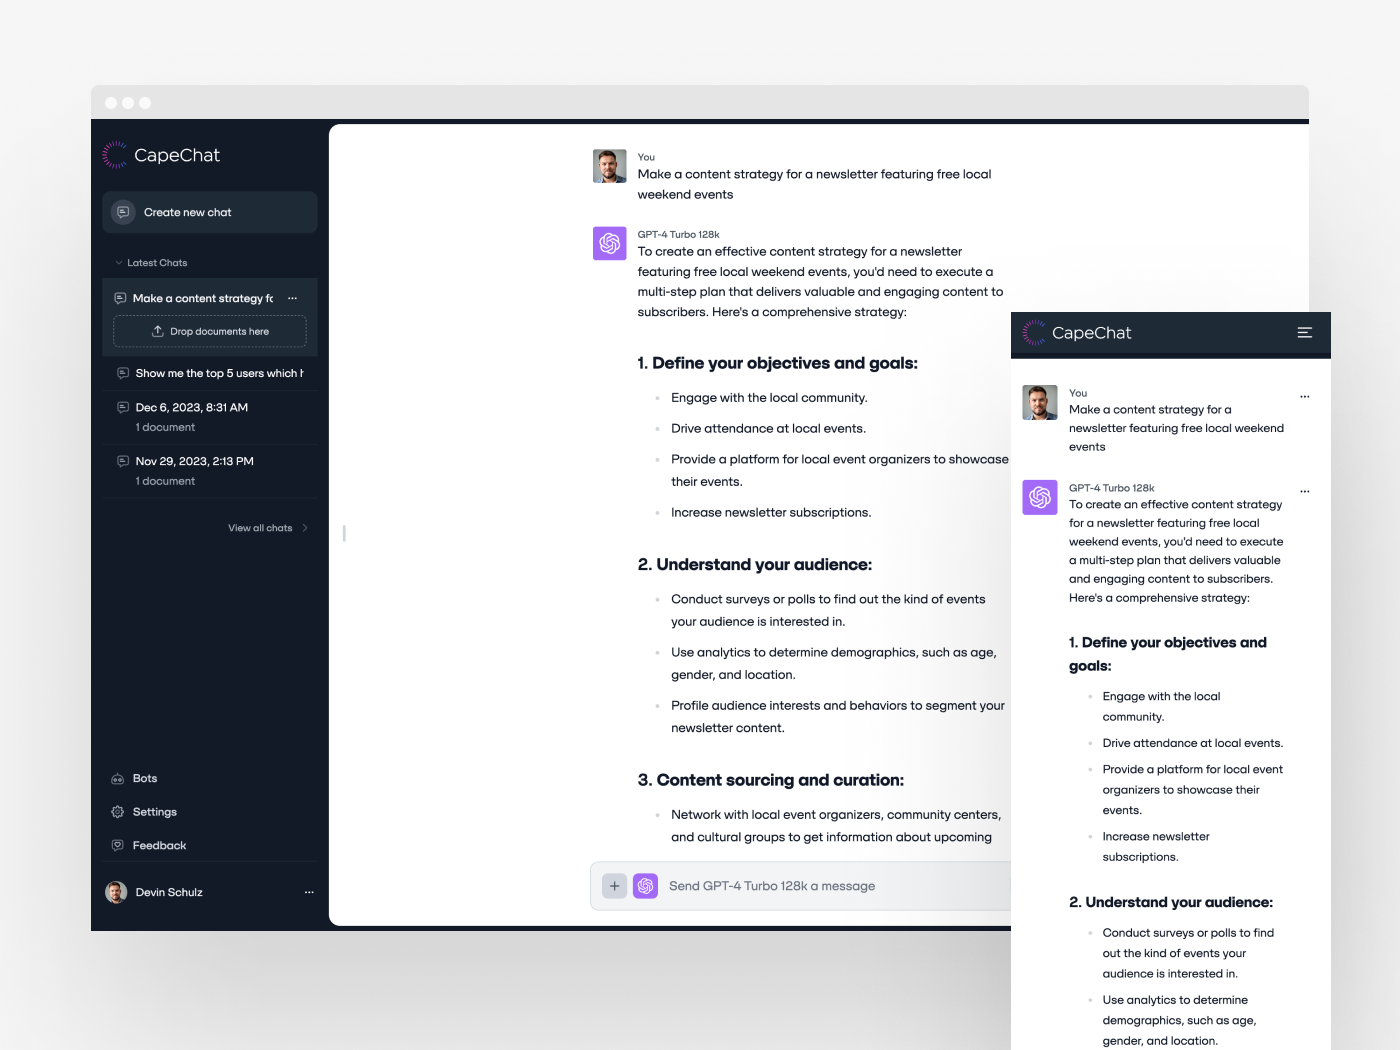 CapeChat
Create new chat
Latest Chats
Make a content strategy fo
Drop documents here
Show me the top 5 users which h
Dec 6, 2023, 8:31 AM
1 document
Nov 29, 2023, 2:13 PM
1 document
View all chats
Bots
Settings
Feedback
Devin Schulz
You
Make a content strategy for a newsletter featuring free local
weekend events
GPT-4 Turbo 128k
To create an effective content strategy for a newsletter
featuring free local weekend events, you'd need to execute a
multi-step plan that delivers valuable and engaging content to
subscribers. Here's a comprehensive strategy:
1. Define your objectives and goals:
Engage with the local community.
Drive attendance at local events.
Provide a platform for local event organizers to showcase
their events.
Increase newsletter subscriptions.
2. Understand your audience:
Conduct surveys or polls to find out the kind of events
your audience is interested in.
Use analytics to determine demographics, such as age,
gender, and location.
Profile audience interests and behaviors to segment your
newsletter content.
3. Content sourcing and curation:
Network with local event organizers, community centers,
and cultural groups to get information about upcoming
Send GPT-4 Turbo 128k a message
CapeChat
You
Make a content strategy for a
newsletter featuring free local weekend
events
GPT-4 Turbo 128k
To create an effective content strategy
for a newsletter featuring free local
weekend events, you'd need to execute
a multi-step plan that delivers valuable
and engaging content to subscribers.
Here's a comprehensive strategy:
1. Define your objectives and
goals:
Engage with the local
community.
Drive attendance at local events.
Provide a platform for local event
organizers to showcase their
events.
Increase newsletter
subscriptions.
2. Understand your audience:
Conduct surveys or polls to find
out the kind of events your
audience is interested in.
Use analytics to determine
demographics, such as age,
gender, and location.